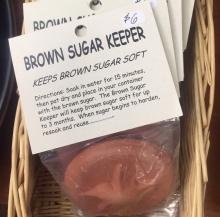 BROWN SUGAR
$6
BROWN SUGAR KEEPER
KEEPS BROWN SUGAR SOFT
Directions: Soak in water for 15 minutes,
then pat dry and place in your container
with the brown sugar. The Brown Sugar
Keeper will keep brown sugar soft for up
to 3 months. When sugar begins to harden,
resoak and reuse